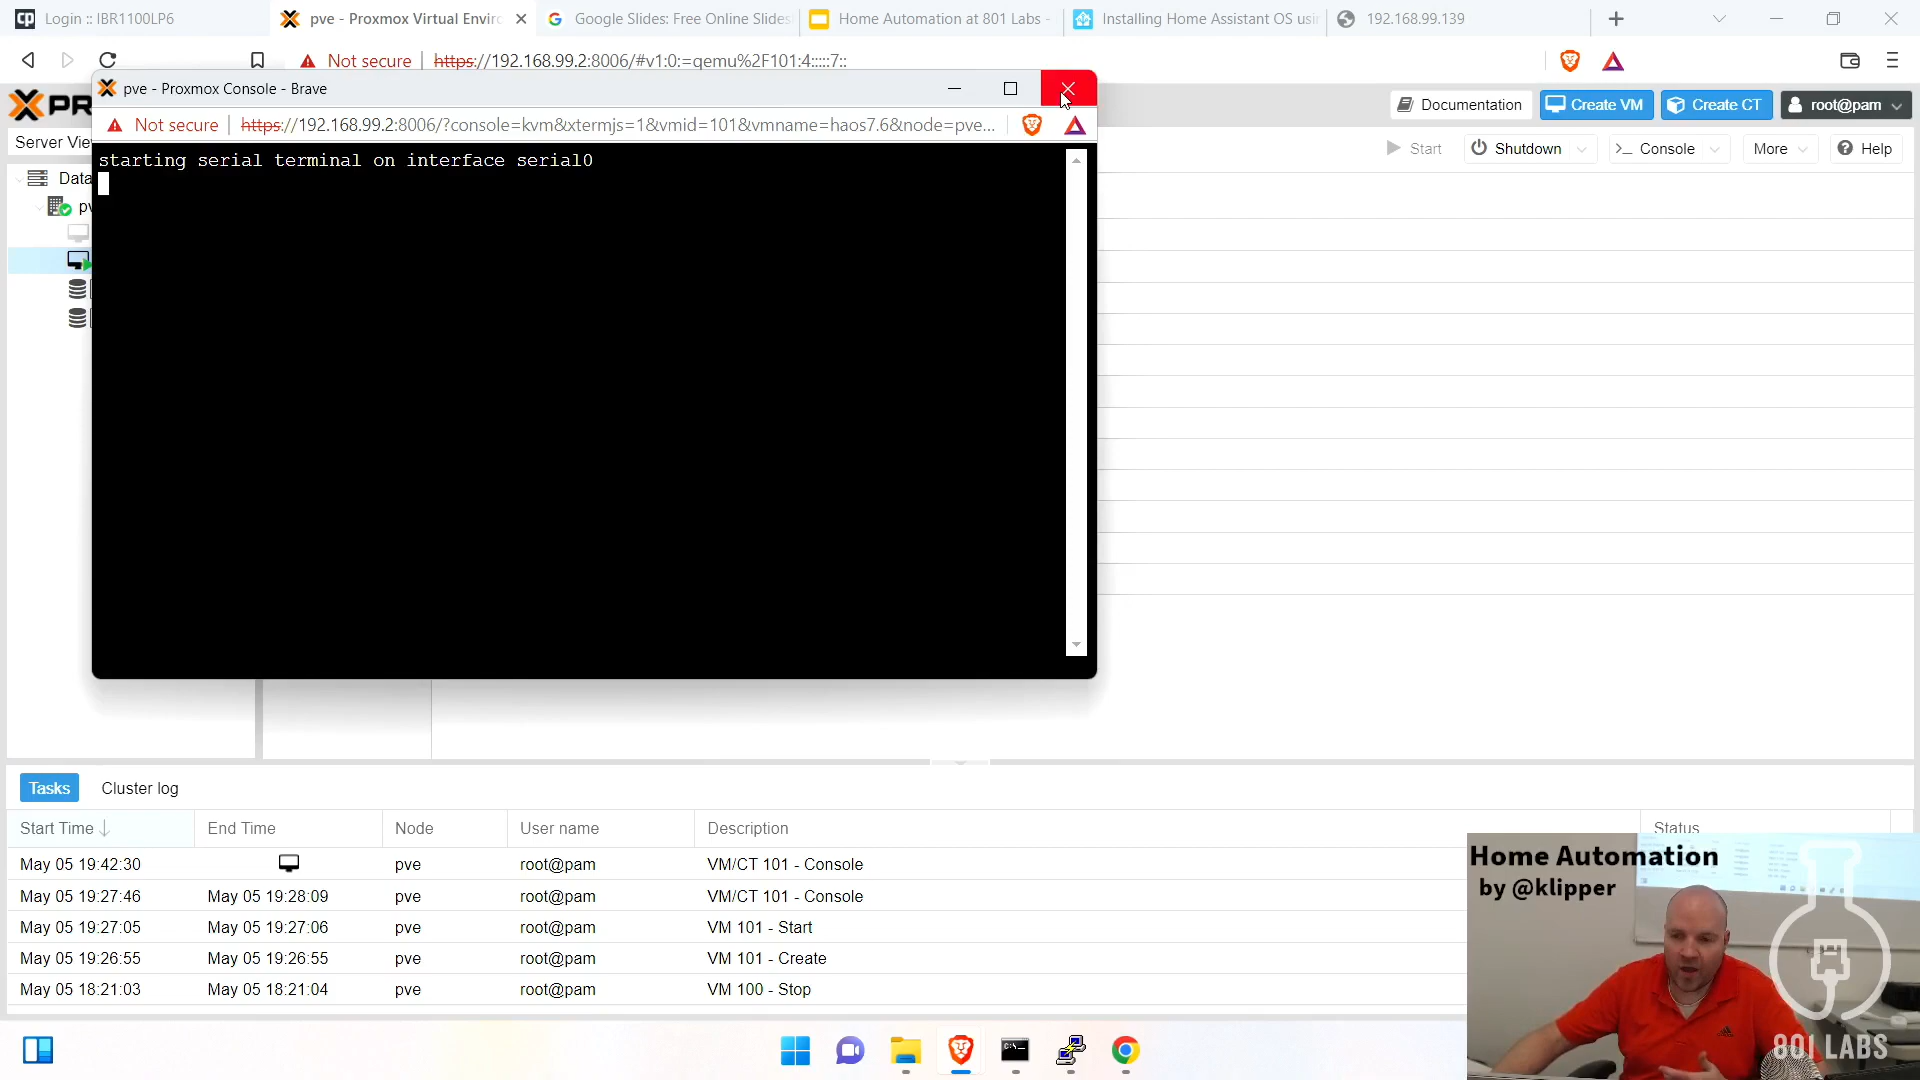 Login :: IBR1100LP6
pve - Proxmox Virtual Enviro
Google Slides: Free Online Slides
Home Automation at 801 Labs -
Installing Home Assistant OS usi
192.168.99.139
Not secure
https://192.168.99.2:8006/#v1:0:=qemu%2F101:4:::::7::
pve - Proxmox Console - Brave
Not secure
https://192.168.99.2:8006/?console=kvm&xtermjs=1&vmid=101&vmname=haos7.6&node=pve...
starting serial terminal on interface serial0
XPR
Documentation
Create VM
Create CT
root@pam
Server Vie
Start
Shutdown
>_ Console
More
Help
Data
pv
Tasks
Cluster log
Start Time
End Time
Node
User name
Description
Status
May 05 19:42:30
pve
root@pam
VM/CT 101 - Console
May 05 19:27:46
May 05 19:28:09
pve
root@pam
VM/CT 101 - Console
May 05 19:27:05
May 05 19:27:06
pve
root@pam
VM 101 - Start
May 05 19:26:55
May 05 19:26:55
pve
root@pam
VM 101 - Create
May 05 18:21:03
May 05 18:21:04
pve
root@pam
VM 100 - Stop
Home Automation
by @klipper
801 LABS